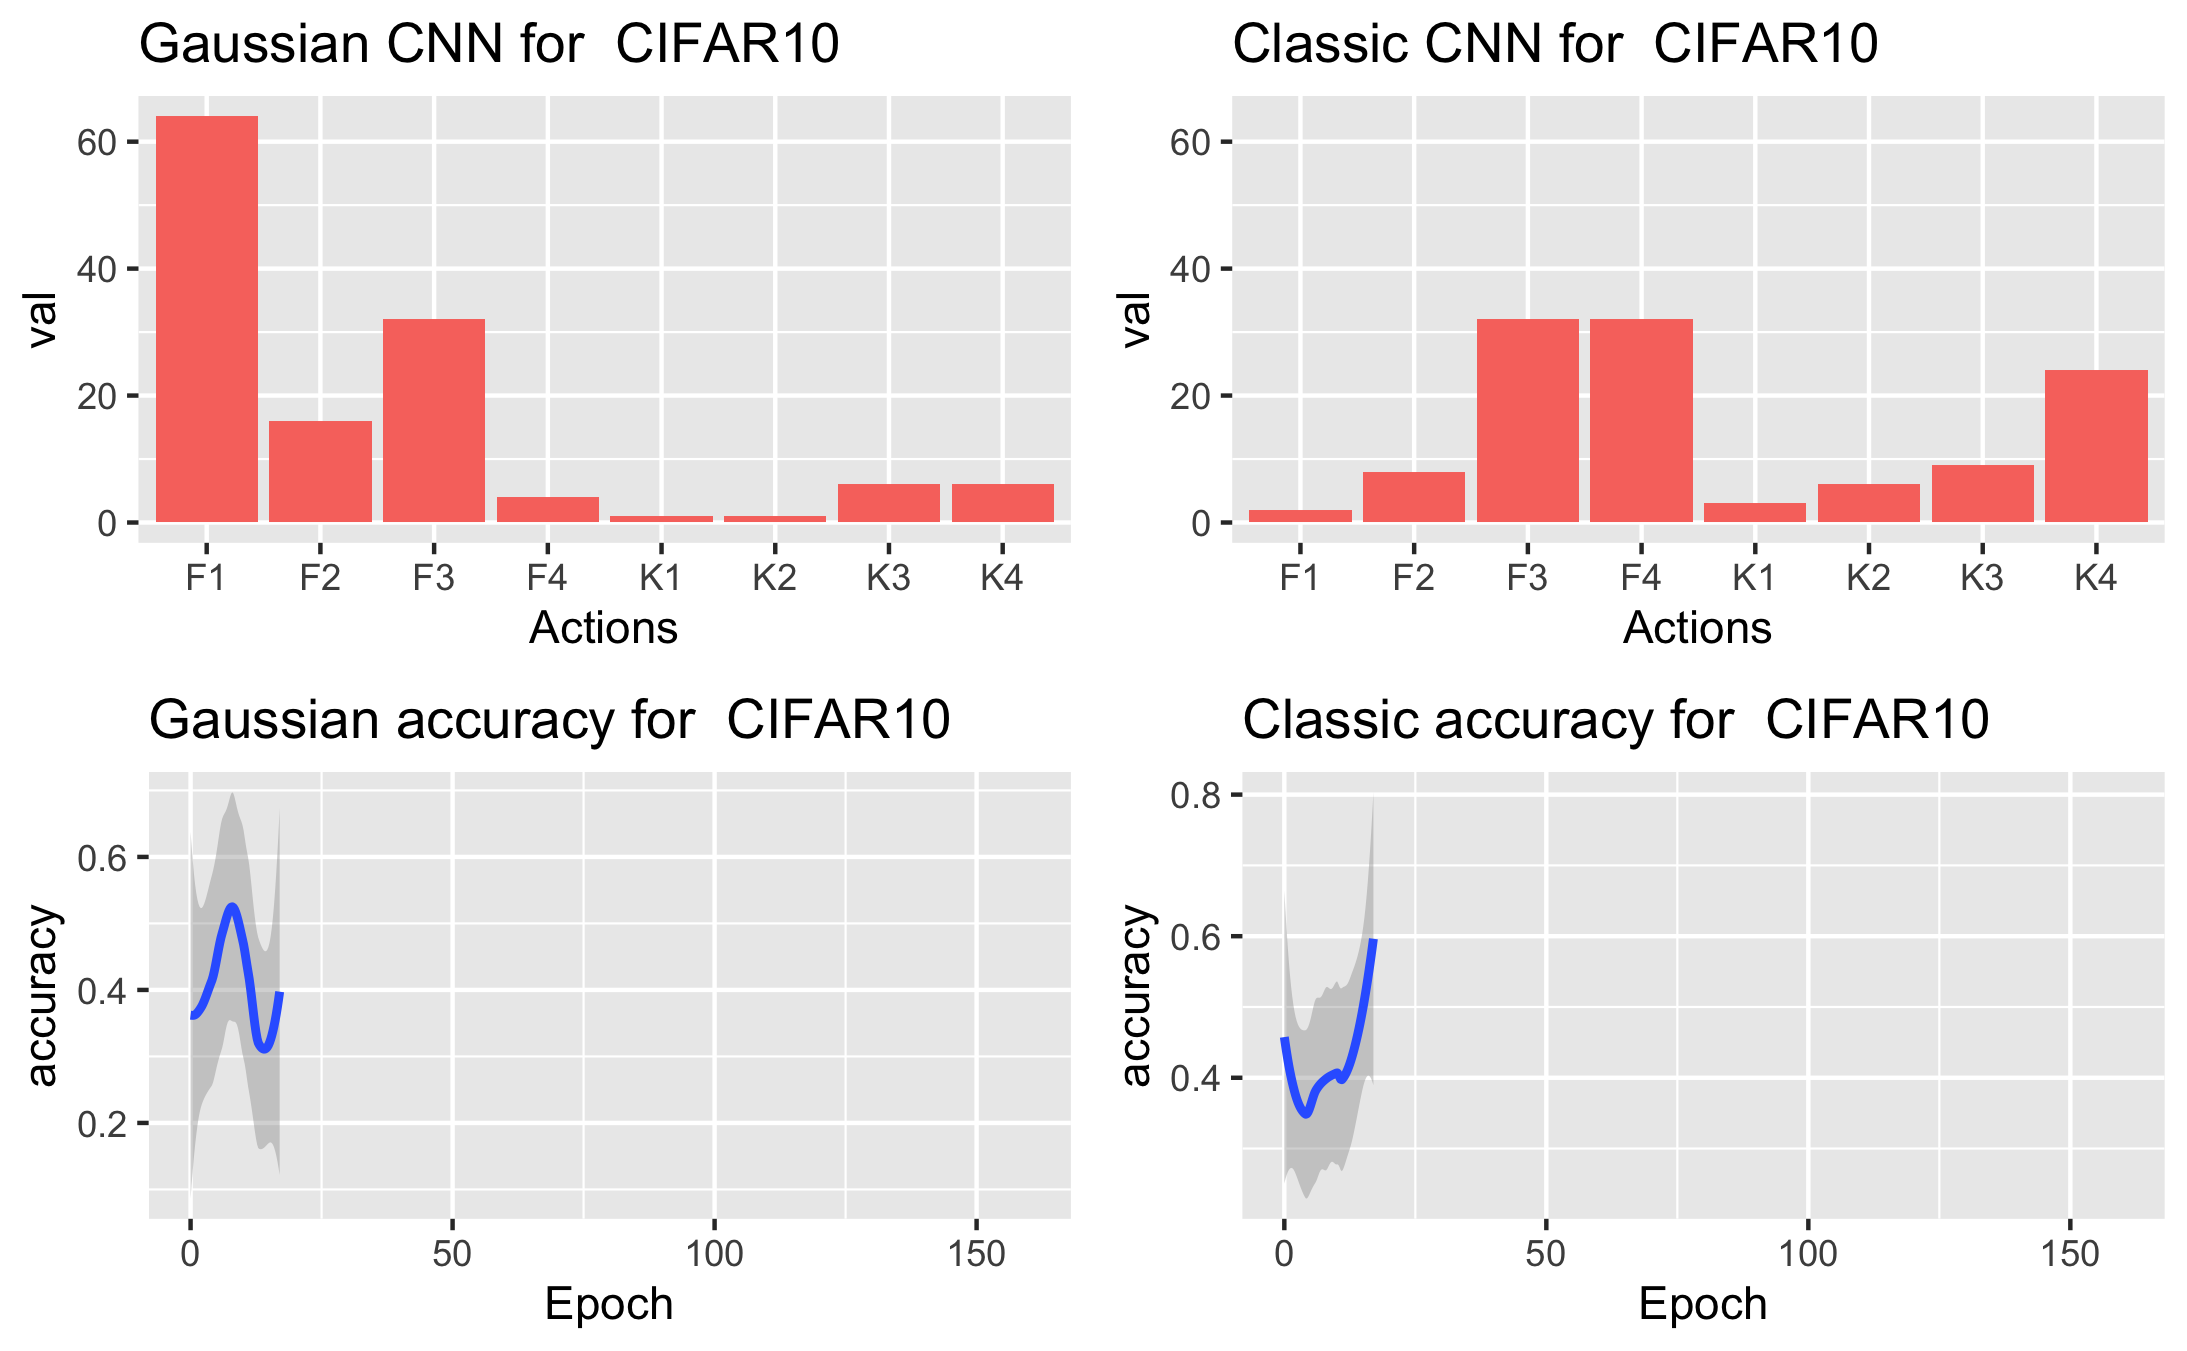 Gaussian CNN for  CIFAR10
60
40
20
0
val
F1 F2 F3 F4 K1 K2 K3 K4
Actions
Classic CNN for  CIFAR10
60
40
20
0
val
F1 F2 F3 F4 K1 K2 K3 K4
Actions
Gaussian accuracy for  CIFAR10
0.6
0.4
0.2
accuracy
0 50 100 150
Epoch
Classic accuracy for  CIFAR10
0.8
0.6
0.4
accuracy
0 50 100 150
Epoch